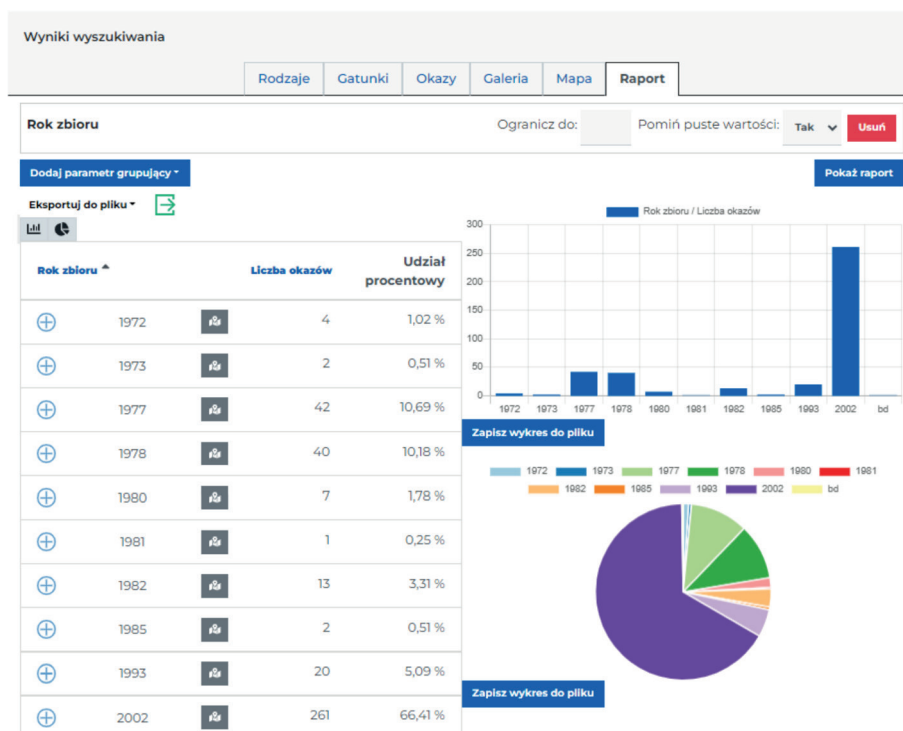 Wyniki wyszukiwania
Rodzaje Gatunki Okazy Galeria Mapa Raport
Rok zbioru Ogranicz do: Pomiń puste wartości: Tak Usuń
Dodaj parametr grupujący Pokaż raport
Eksportuj do pliku
Rok zbioru Liczba okazów Udział procentowy
1972 4 1,02 %
1973 2 0,51 %
1977 42 10,69 %
1978 40 10,18 %
1980 7 1,78 %
1981 1 0,25 %
1982 13 3,31 %
1985 2 0,51 %
1993 20 5,09 %
2002 261 66,41 %
Rok zbioru / Liczba okazów
300
250
200
150
100
50
0
1972 1973 1977 1978 1980 1981 1982 1985 1993 2002 bd
Zapisz wykres do pliku
1972 1973 1977 1978 1980 1981
1982 1985 1993 2002 bd
Zapisz wykres do pliku